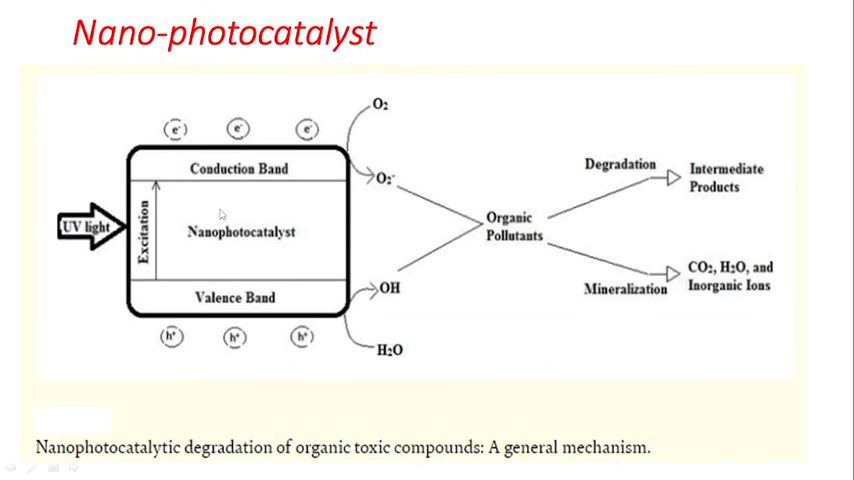 Nano-photocatalyst
O₂
e⁻ e⁻ e⁻
Conduction Band
O₂⁻
Degradation
Intermediate
Products
UV light
Excitation
Nanophotocatalyst
Organic
Pollutants
Valence Band
OH
Mineralization
CO₂, H₂O, and
Inorganic Ions
h⁺ h⁺ h⁺
H₂O
Nanophotocatalytic degradation of organic toxic compounds: A general mechanism.